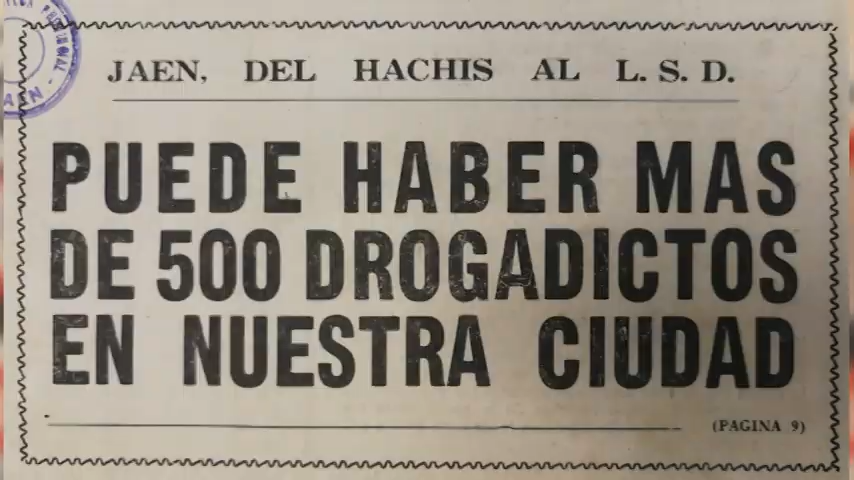 JAEN, DEL HACHIS AL L. S. D.
PUEDE HABER MAS
DE 500 DROGADICTOS
EN NUESTRA CIUDAD
(PAGINA 9)